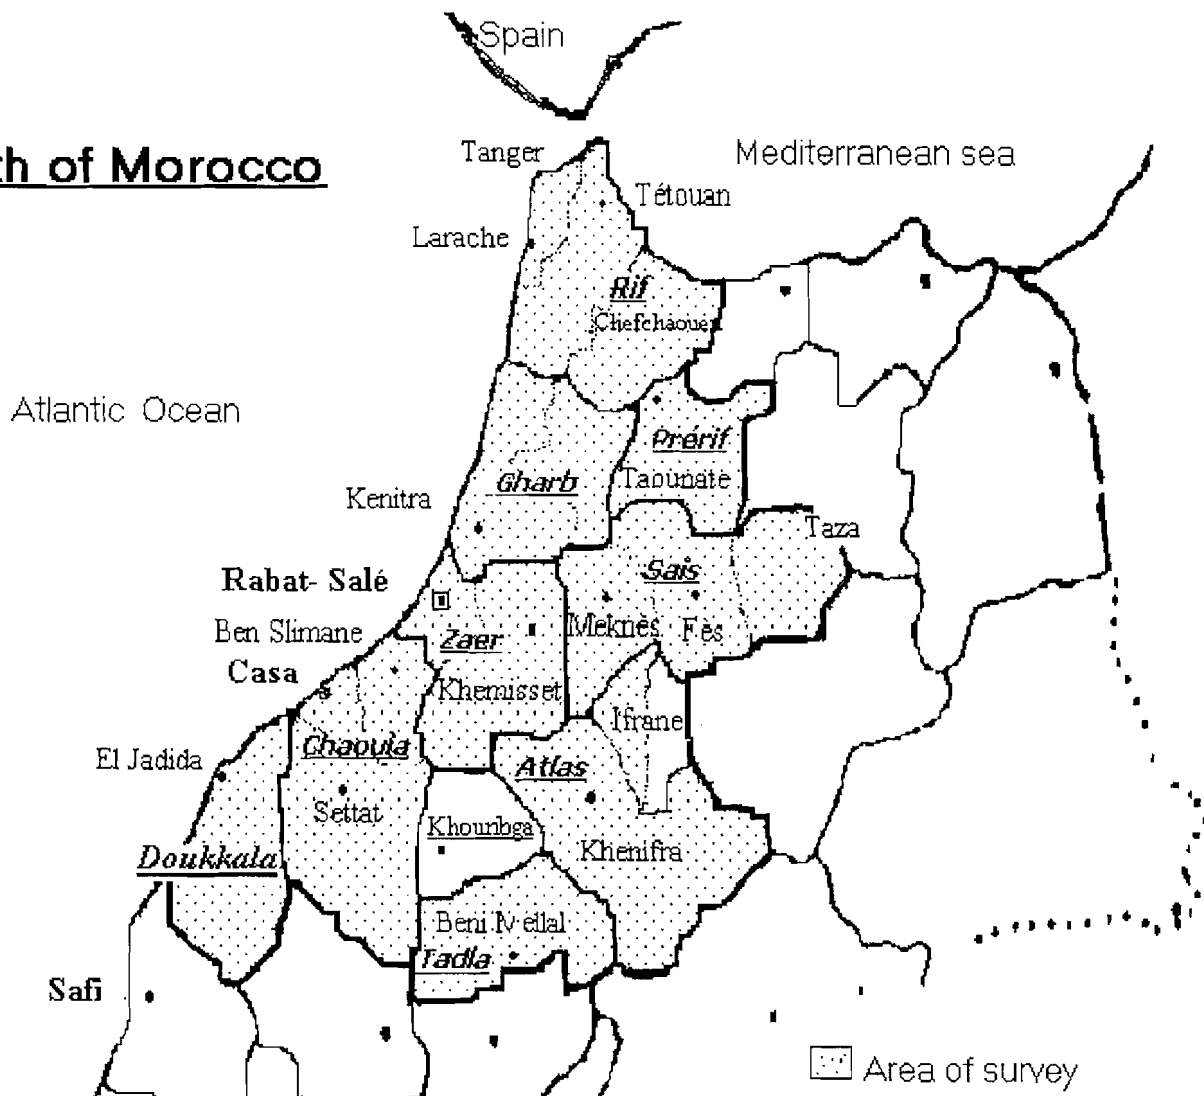 Spain
th of Morocco
Tanger
Mediterranean sea
Tétouan
Larache
Rif
Chefchaouen
Atlantic Ocean
Prérif
Taounate
Gharb
Kenitra
Taza
Rabat- Salé
Sais
Ben Slimane
Zaer
Meknès
Fès
Casa
Khemisset
Ifrane
El Jadida
Chaouia
Atlas
Settat
Khouribga
Khenifra
Doukkala
Beni Mellal
Tadla
Safi
Area of survey